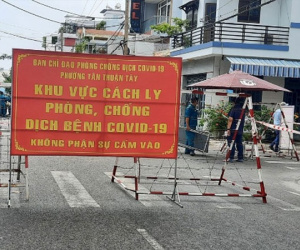 BAN CHỈ ĐẠO PHÒNG CHỐNG DỊCH COVID-19
PHƯỜNG TÂN THUẬN TÂY
KHU VỰC CÁCH LY
PHONG, CHỐNG
DỊCH BỆNH COVID-19
KHÔNG PHẬN SỰ CẤM VÀO